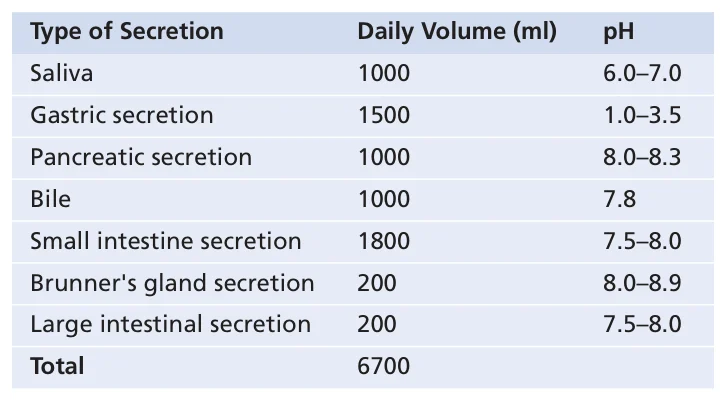 Type of Secretion Daily Volume (ml) pH
Saliva 1000 6.0–7.0
Gastric secretion 1500 1.0–3.5
Pancreatic secretion 1000 8.0–8.3
Bile 1000 7.8
Small intestine secretion 1800 7.5–8.0
Brunner's gland secretion 200 8.0–8.9
Large intestinal secretion 200 7.5–8.0
Total 6700